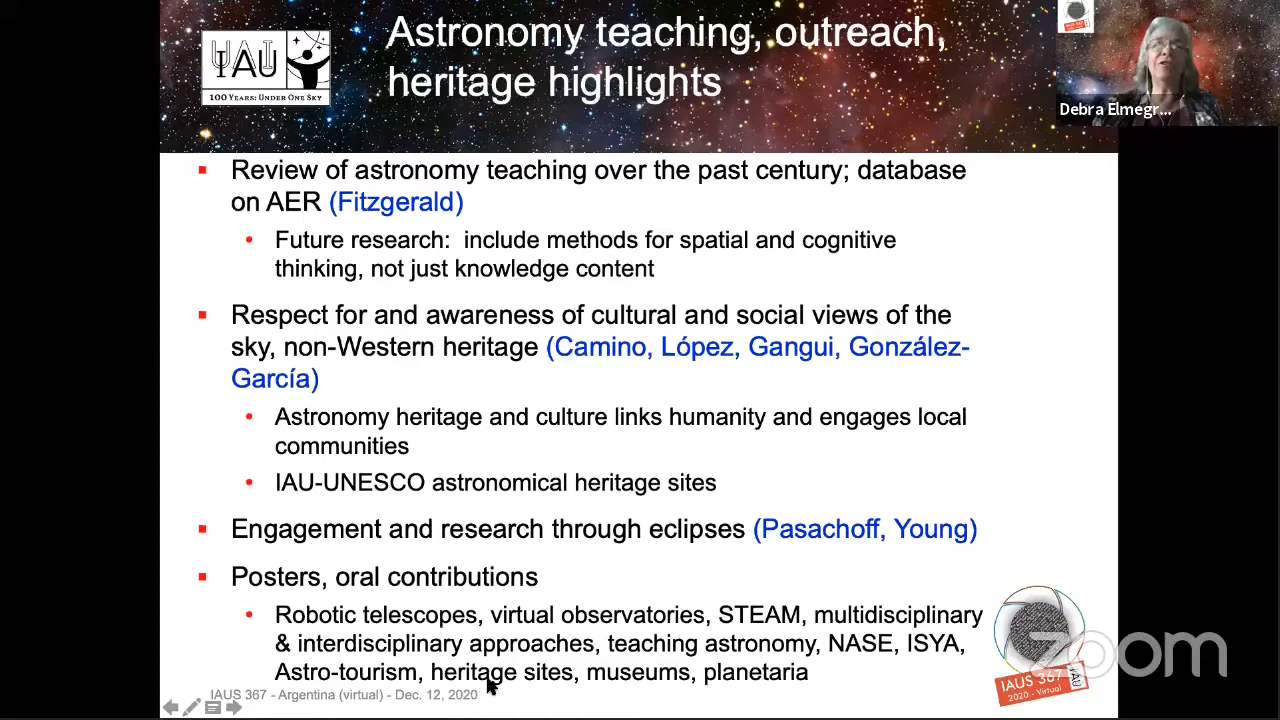 Astronomy teaching, outreach,
heritage highlights
IAU
100 Years: Under One Sky
Debra Elmegr...
Review of astronomy teaching over the past century; database
on AER (Fitzgerald)
Future research: include methods for spatial and cognitive
thinking, not just knowledge content
Respect for and awareness of cultural and social views of the
sky, non-Western heritage (Camino, López, Gangui, González-
García)
Astronomy heritage and culture links humanity and engages local
communities
IAU-UNESCO astronomical heritage sites
Engagement and research through eclipses (Pasachoff, Young)
Posters, oral contributions
Robotic telescopes, virtual observatories, STEAM, multidisciplinary
& interdisciplinary approaches, teaching astronomy, NASE, ISYA,
Astro-tourism, heritage sites, museums, planetaria
IAUS 367 - Argentina (virtual) - Dec. 12, 2020
zoom
IAUS 367
2020 - Virtual
IAU